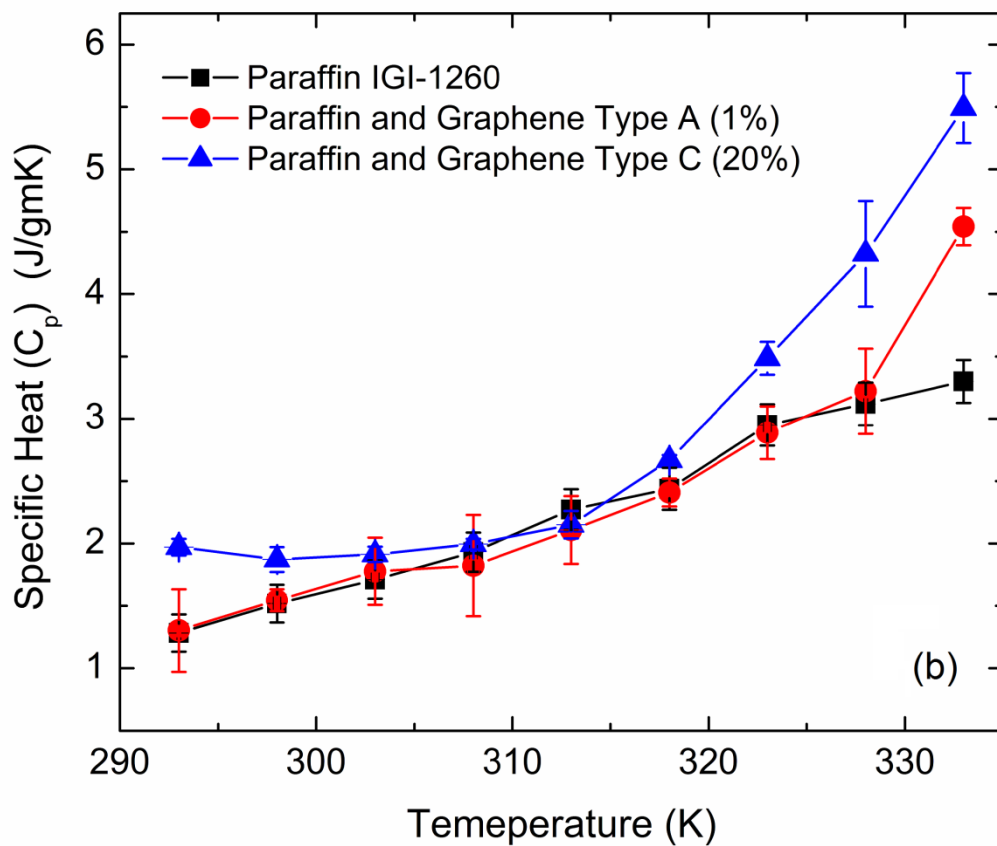 6
Paraffin IGI-1260
Paraffin and Graphene Type A (1%)
Paraffin and Graphene Type C (20%)
5
4
3
2
1
Specific Heat (Cp) (J/gmK)
(b)
290 300 310 320 330
Temeperature (K)